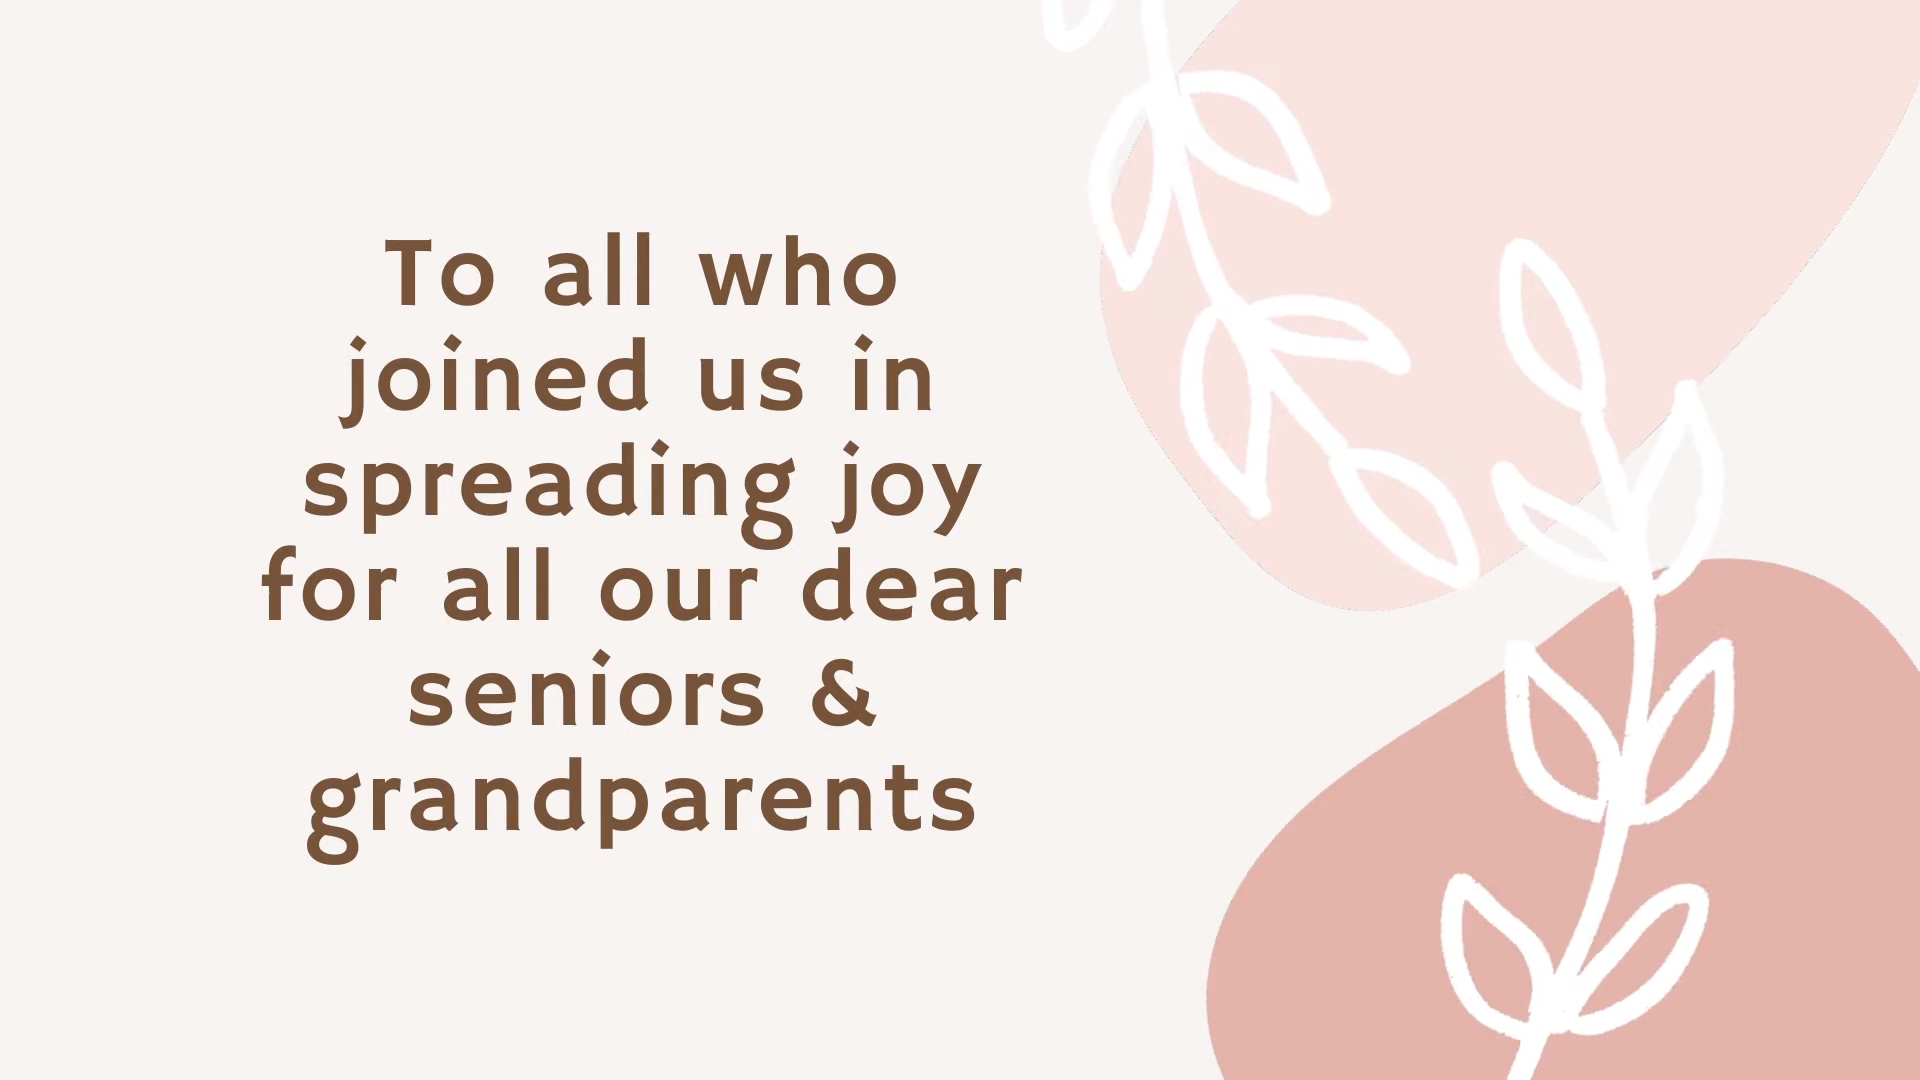 To all who
joined us in
spreading joy
for all our dear
seniors &
grandparents